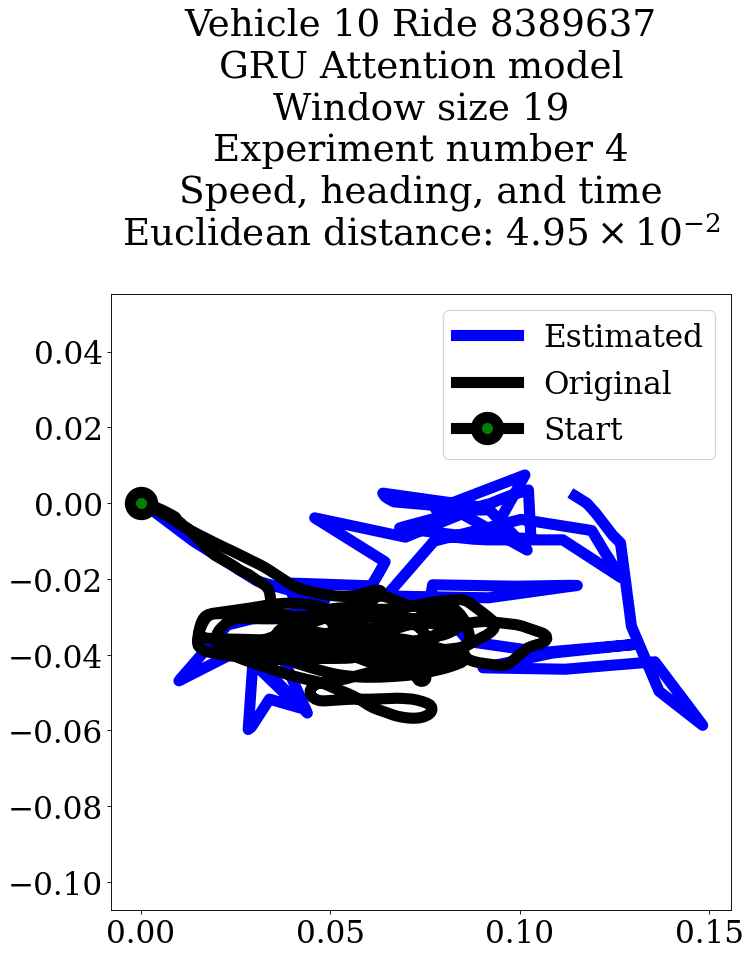 Vehicle 10 Ride 8389637
GRU Attention model
Window size 19
Experiment number 4
Speed, heading, and time
Euclidean distance: 4.95 × 10⁻²
Estimated
Original
Start
0.04
0.02
0.00
−0.02
−0.04
−0.06
−0.08
−0.10
0.00 0.05 0.10 0.15